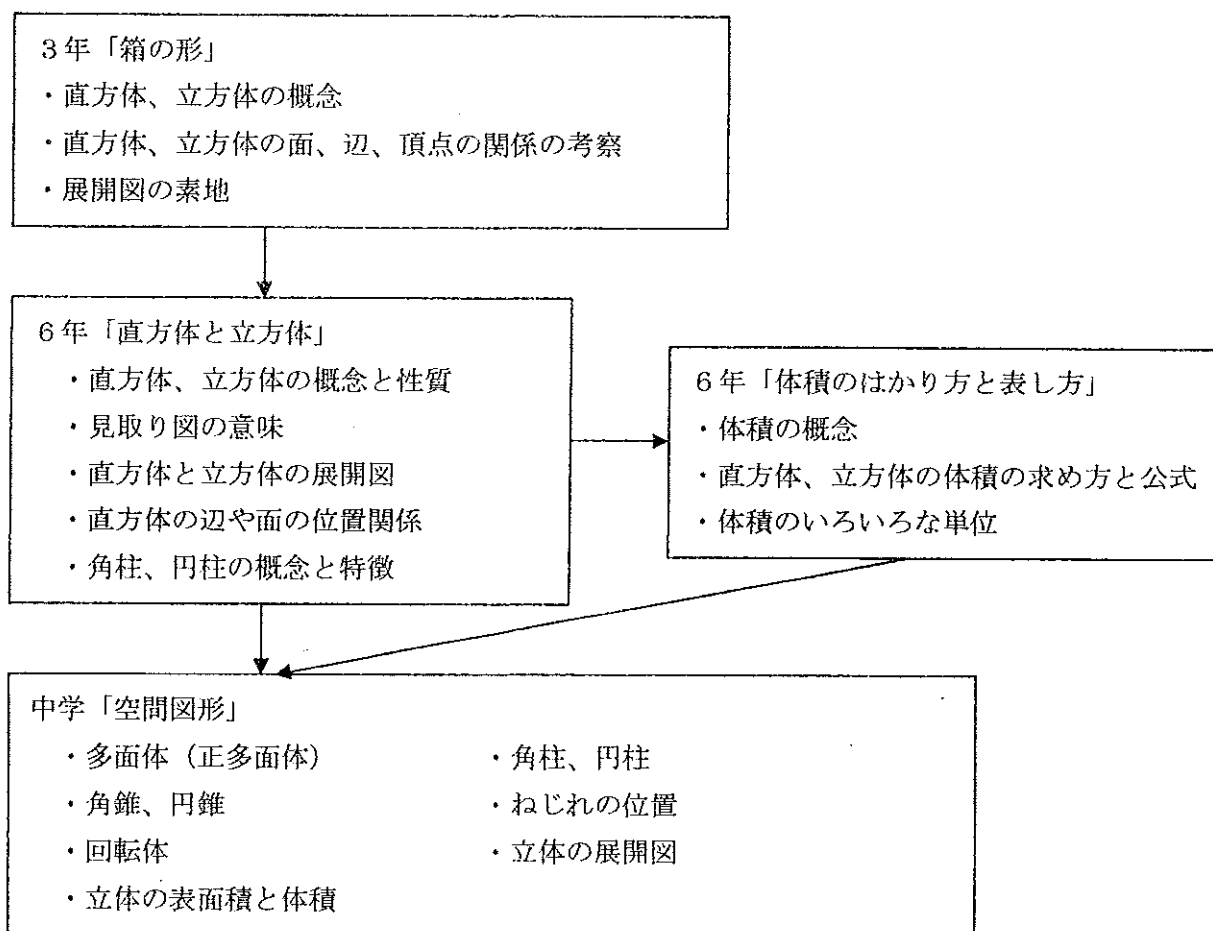 3年「箱の形」
・直方体、立方体の概念
・直方体、立方体の面、辺、頂点の関係の考察
・展開図の素地
6年「直方体と立方体」
・直方体、立方体の概念と性質
・見取り図の意味
・直方体と立方体の展開図
・直方体の辺や面の位置関係
・角柱、円柱の概念と特徴
6年「体積のはかり方と表し方」
・体積の概念
・直方体、立方体の体積の求め方と公式
・体積のいろいろな単位
中学「空間図形」
・多面体（正多面体）
・角柱、円柱
・角錐、円錐
・ねじれの位置
・回転体
・立体の展開図
・立体の表面積と体積